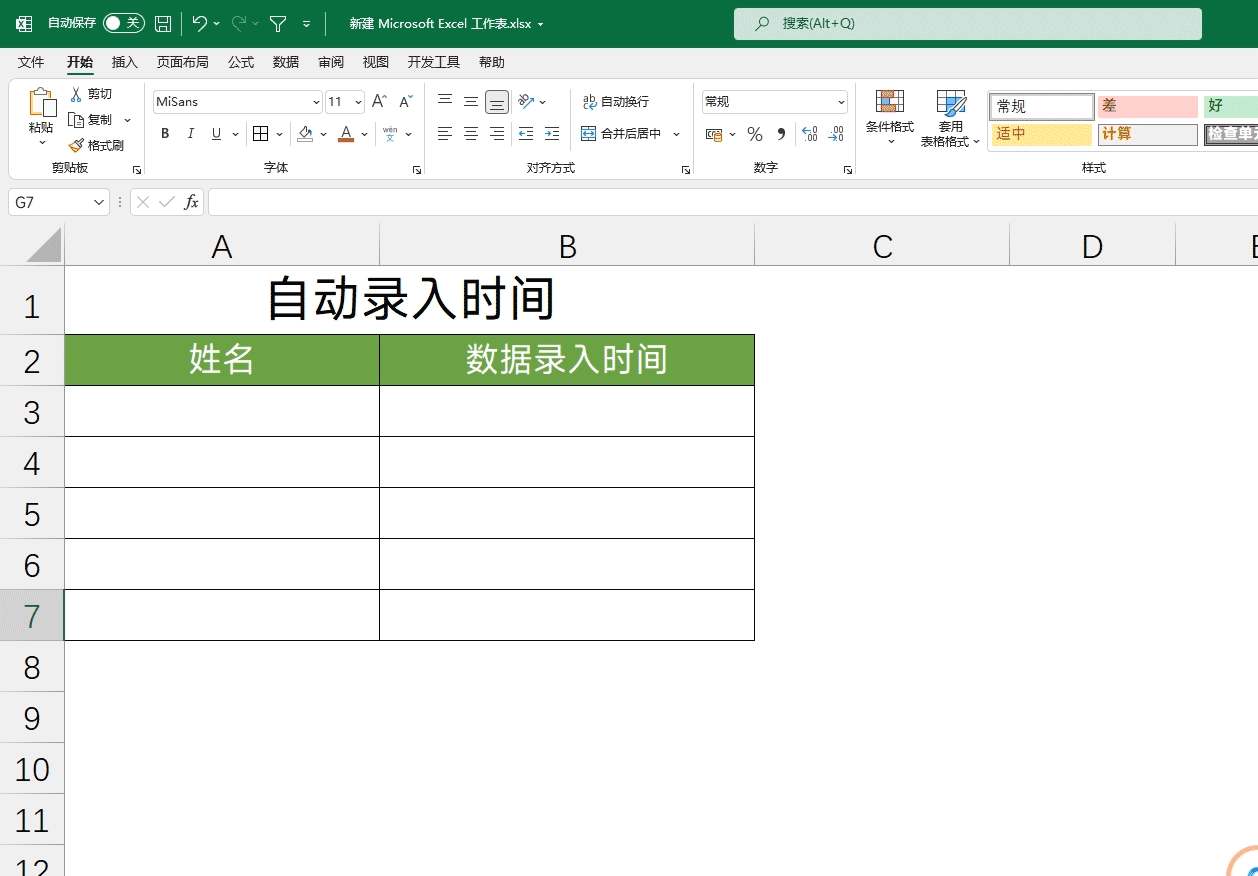 自动保存 关 新建 Microsoft Excel 工作表.xlsx 搜索(Alt+Q)
文件 开始 插入 页面布局 公式 数据 审阅 视图 开发工具 帮助
粘贴 剪切 复制 格式刷
剪贴板
MiSans 11
B I U wén 文
字体
自动换行
合并后居中
对齐方式
常规
数字
条件格式 套用表格格式
常规 差 好
适中 计算
样式
G7 fx
A B C D
1 自动录入时间
2 姓名 数据录入时间
3
4
5
6
7
8
9
10
11
12